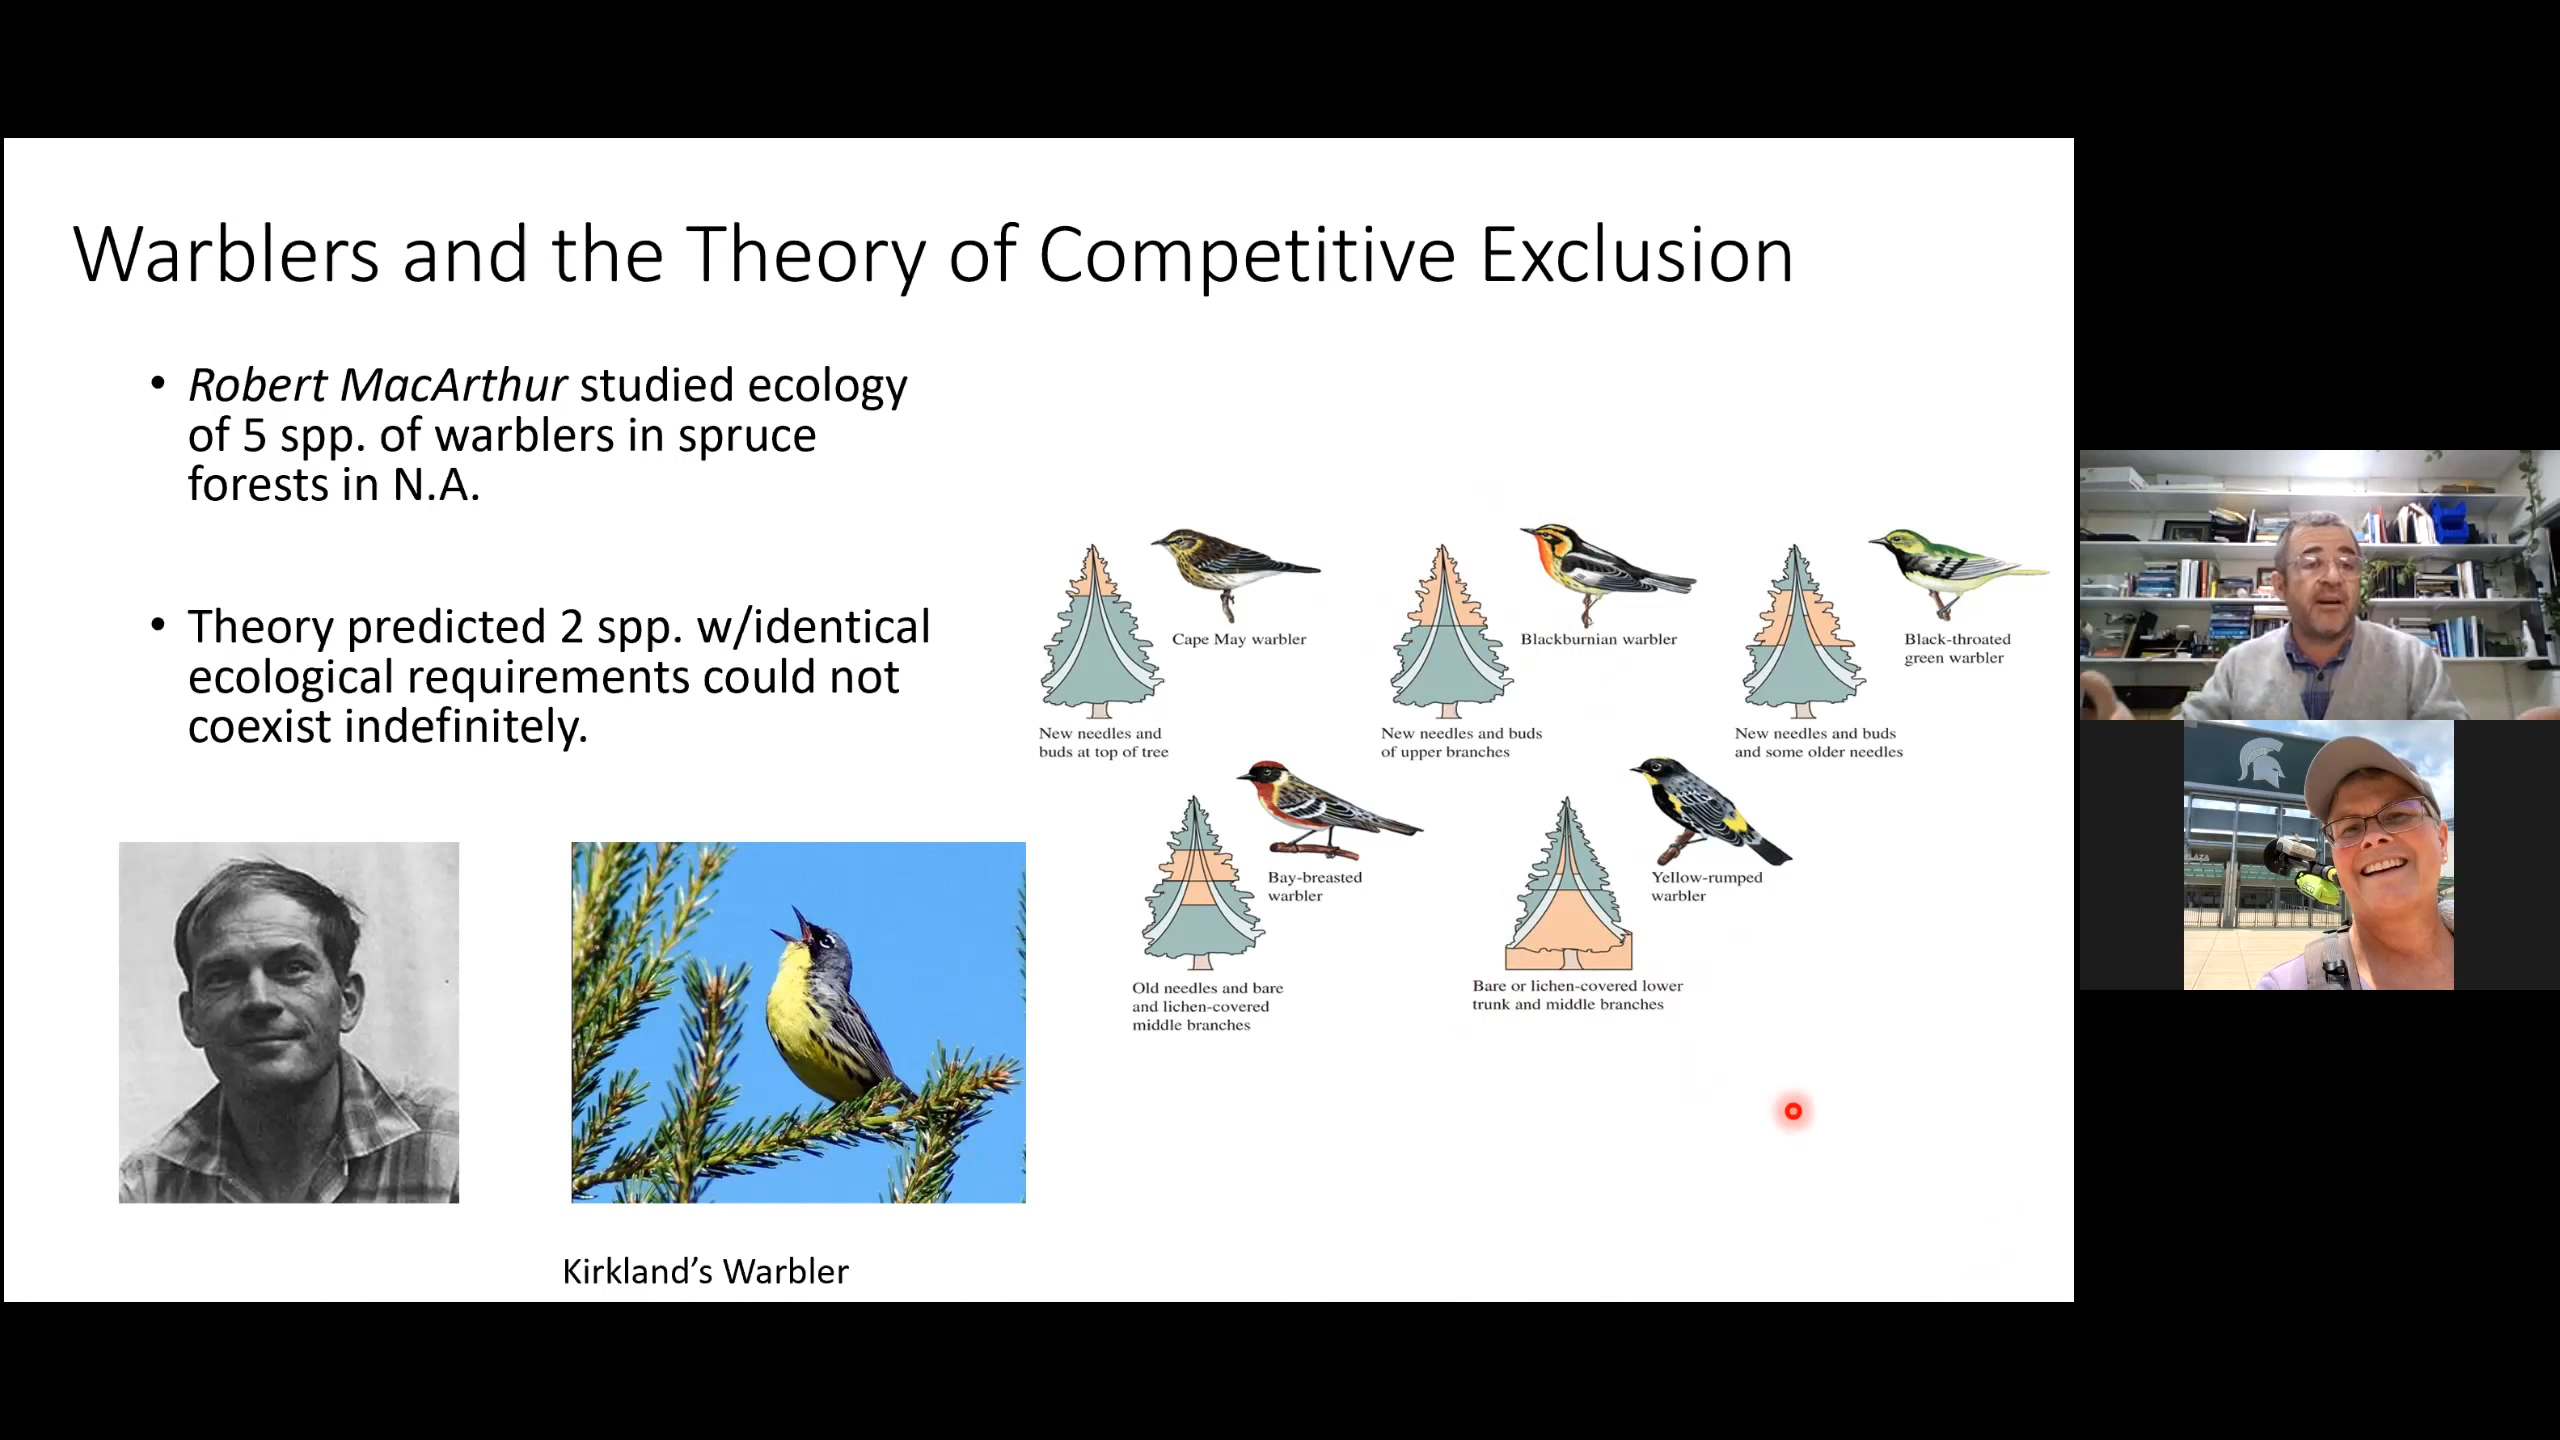 Warblers and the Theory of Competitive Exclusion
• Robert MacArthur studied ecology
of 5 spp. of warblers in spruce
forests in N.A.
• Theory predicted 2 spp. w/identical
ecological requirements could not
coexist indefinitely.
Cape May warbler
New needles and
buds at top of tree
Blackburnian warbler
New needles and buds
of upper branches
Black-throated
green warbler
New needles and buds
and some older needles
Bay-breasted
warbler
Old needles and bare
and lichen-covered
middle branches
Yellow-rumped
warbler
Bare or lichen-covered lower
trunk and middle branches
Kirkland’s Warbler